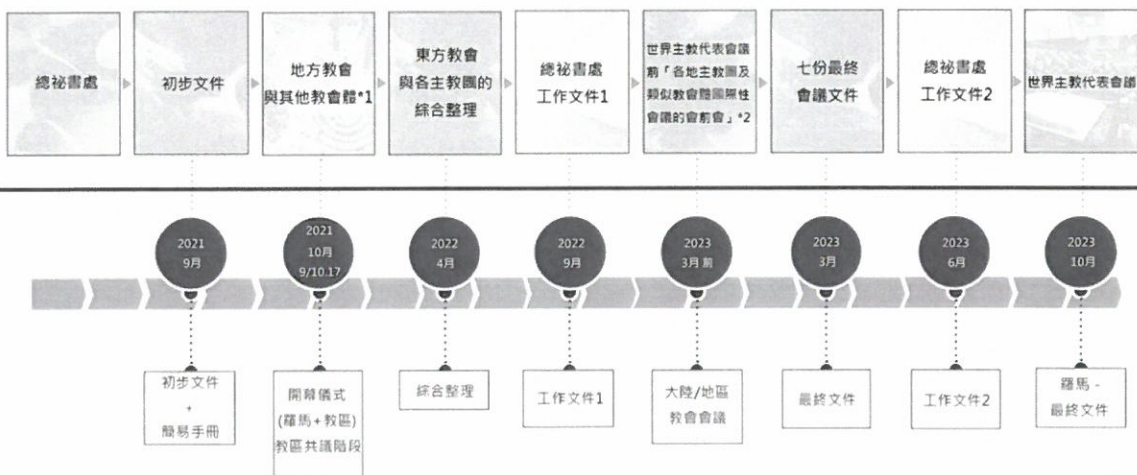 總祕書處
初步文件
地方教會
與其他教會體*1
東方教會
與各主教團的
綜合整理
總祕書處
工作文件1
世界主教代表會議
前「各地主教團及
類似教會體國際性
會議的會前會」*2
七份最終
會議文件
總祕書處
工作文件2
世界主教代表會議
2021
9月
2021
10月
9/10.17
2022
4月
2022
9月
2023
3月前
2023
3月
2023
6月
2023
10月
初步文件
+
簡易手冊
開幕儀式
(羅馬+教區)
教區共議階段
綜合整理
工作文件1
大陸/地區
教會會議
最終文件
工作文件2
羅馬-
最終文件